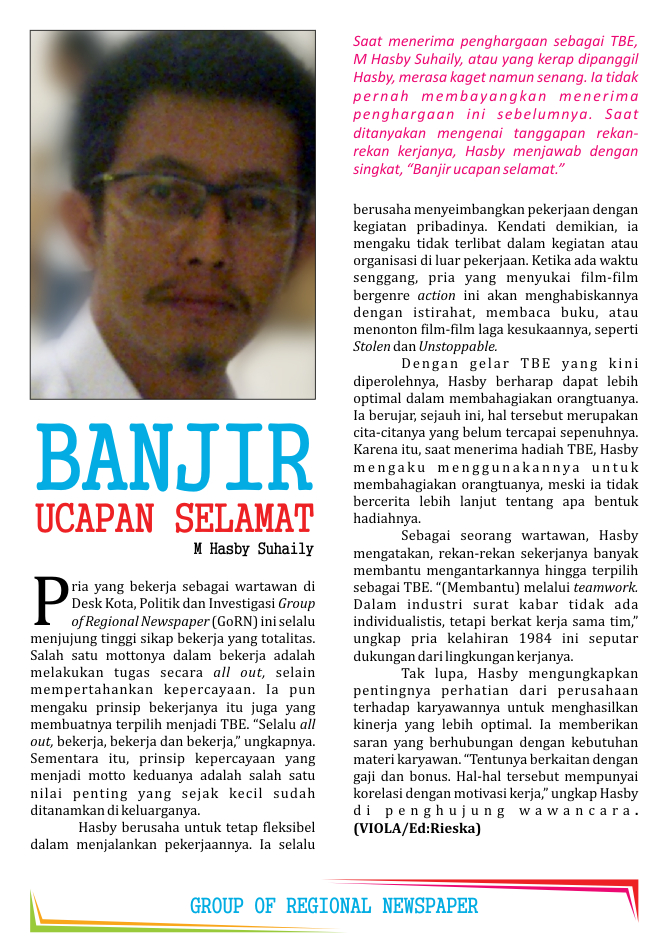 BANJIR
UCAPAN SELAMAT
M Hasby Suhaily
Pria yang bekerja sebagai wartawan di
Desk Kota, Politik dan Investigasi Group
of Regional Newspaper (GoRN) ini selalu
menjujung tinggi sikap bekerja yang totalitas.
Salah satu mottonya dalam bekerja adalah
melakukan tugas secara all out, selain
mempertahankan kepercayaan. Ia pun
mengaku prinsip bekerjanya itu juga yang
membuatnya terpilih menjadi TBE. “Selalu all
out, bekerja, bekerja dan bekerja,” ungkapnya.
Sementara itu, prinsip kepercayaan yang
menjadi motto keduanya adalah salah satu
nilai penting yang sejak kecil sudah
ditanamkan di keluarganya.
Hasby berusaha untuk tetap fleksibel
dalam menjalankan pekerjaannya. Ia selalu
Saat menerima penghargaan sebagai TBE,
M Hasby Suhaily, atau yang kerap dipanggil
Hasby, merasa kaget namun senang. Ia tidak
pernah membayangkan menerima
penghargaan ini sebelumnya. Saat
ditanyakan mengenai tanggapan rekan-
rekan kerjanya, Hasby menjawab dengan
singkat, “Banjir ucapan selamat.”
berusaha menyeimbangkan pekerjaan dengan
kegiatan pribadinya. Kendati demikian, ia
mengaku tidak terlibat dalam kegiatan atau
organisasi di luar pekerjaan. Ketika ada waktu
senggang, pria yang menyukai film-film
bergenre action ini akan menghabiskannya
dengan istirahat, membaca buku, atau
menonton film-film laga kesukaannya, seperti
Stolen dan Unstoppable.
Dengan gelar TBE yang kini
diperolehnya, Hasby berharap dapat lebih
optimal dalam membahagiakan orangtuanya.
Ia berujar, sejauh ini, hal tersebut merupakan
cita-citanya yang belum tercapai sepenuhnya.
Karena itu, saat menerima hadiah TBE, Hasby
mengaku menggunakannya untuk
membahagiakan orangtuanya, meski ia tidak
bercerita lebih lanjut tentang apa bentuk
hadiahnya.
Sebagai seorang wartawan, Hasby
mengatakan, rekan-rekan sekerjanya banyak
membantu mengantarkannya hingga terpilih
sebagai TBE. “(Membantu) melalui teamwork.
Dalam industri surat kabar tidak ada
individualistis, tetapi berkat kerja sama tim,”
ungkap pria kelahiran 1984 ini seputar
dukungan dari lingkungan kerjanya.
Tak lupa, Hasby mengungkapkan
pentingnya perhatian dari perusahaan
terhadap karyawannya untuk menghasilkan
kinerja yang lebih optimal. Ia memberikan
saran yang berhubungan dengan kebutuhan
materi karyawan. “Tentunya berkaitan dengan
gaji dan bonus. Hal-hal tersebut mempunyai
korelasi dengan motivasi kerja,” ungkap Hasby
di penghujung wawancara.
(VIOLA/Ed:Rieska)
GROUP OF REGIONAL NEWSPAPER